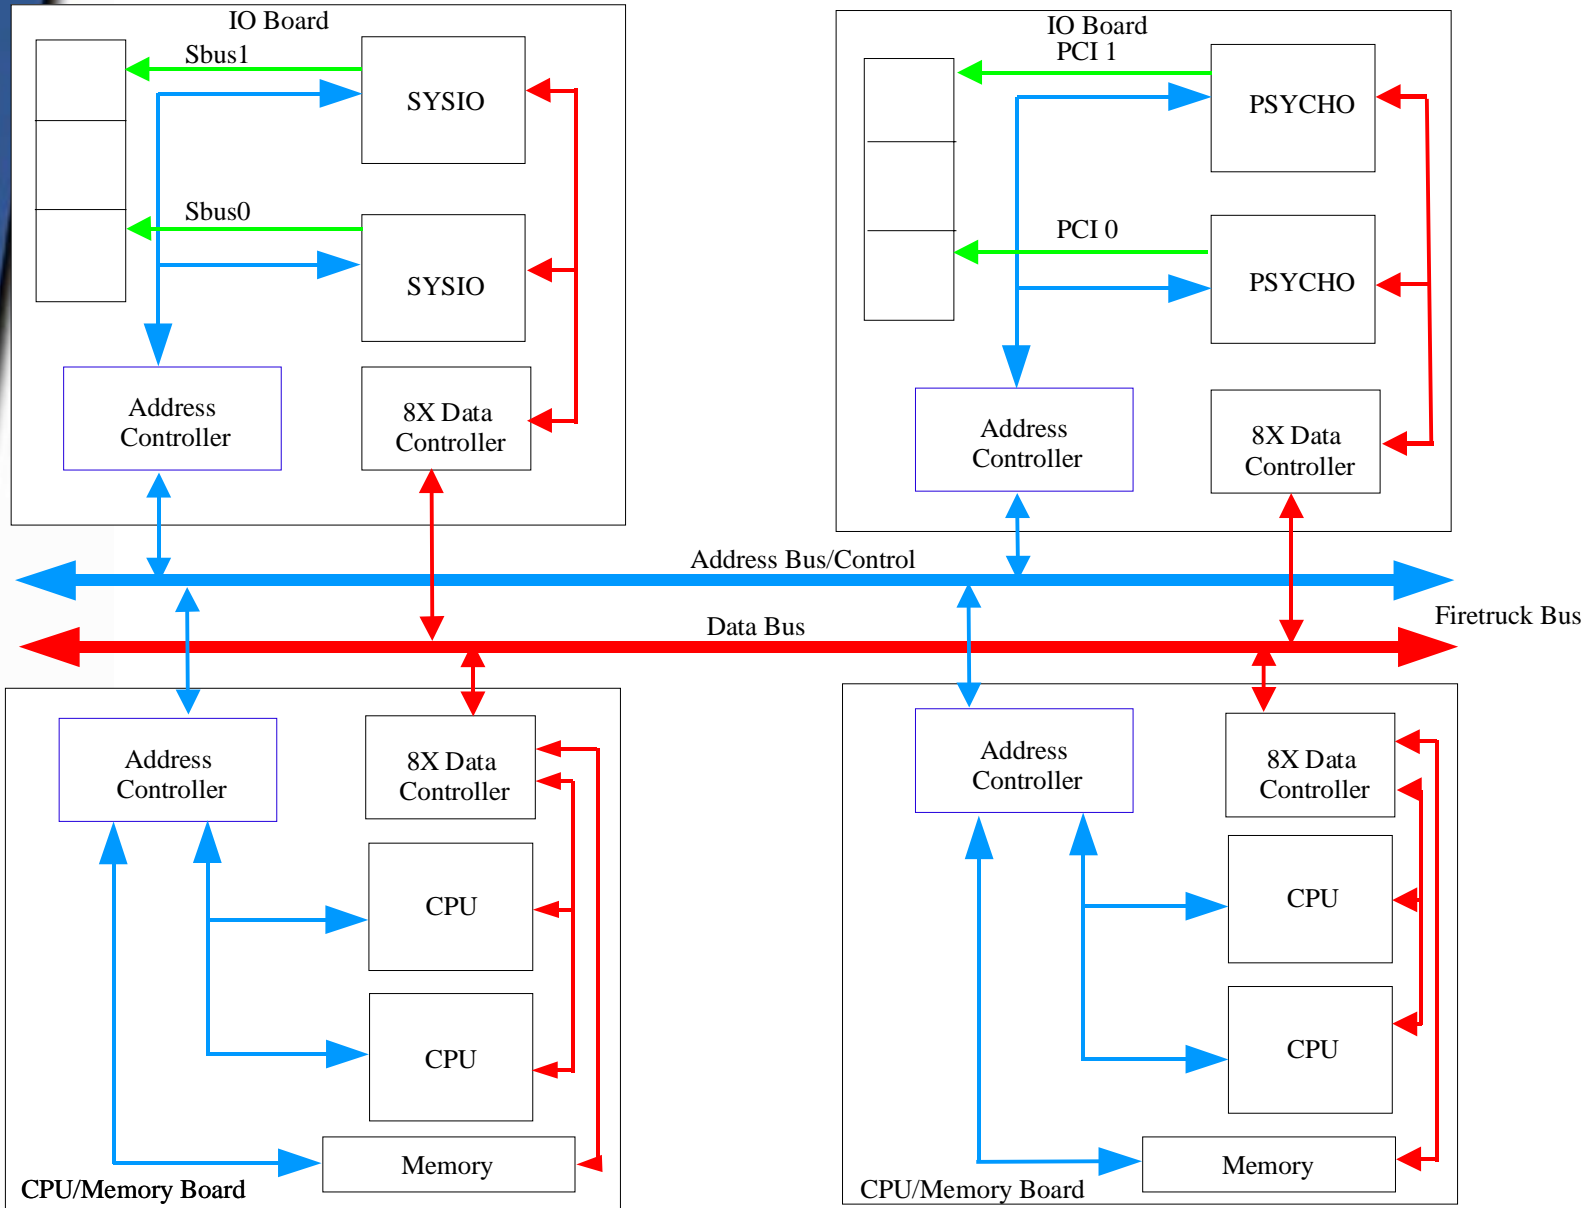 IO Board
Sbus1
SYSIO
Sbus0
SYSIO
Address
Controller
8X Data
Controller
IO Board
PCI 1
PSYCHO
PCI 0
PSYCHO
Address
Controller
8X Data
Controller
Address Bus/Control
Data Bus
Firetruck Bus
Address
Controller
8X Data
Controller
CPU
CPU
Memory
CPU/Memory Board
Address
Controller
8X Data
Controller
CPU
CPU
Memory
CPU/Memory Board